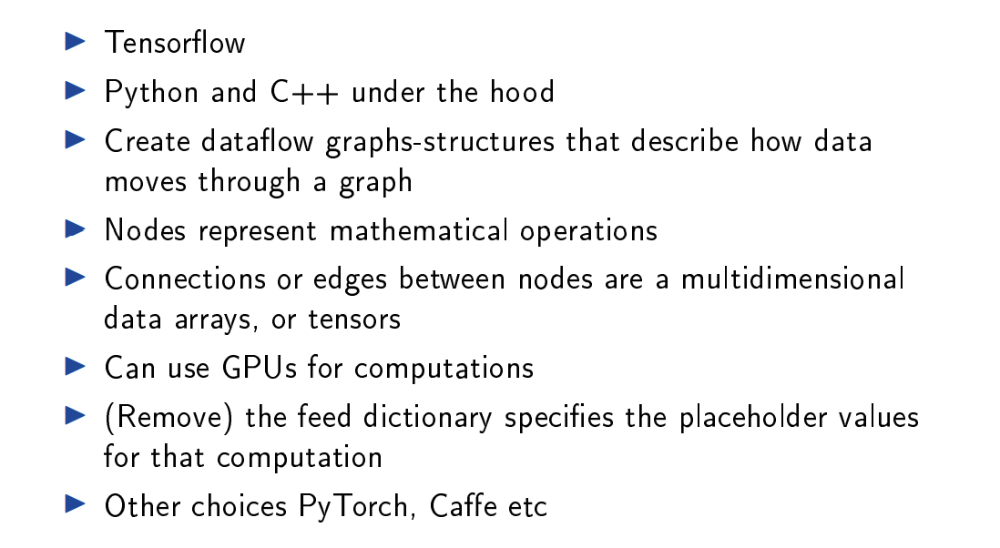 Tensorflow
Python and C++ under the hood
Create dataflow graphs-structures that describe how data
moves through a graph
Nodes represent mathematical operations
Connections or edges between nodes are a multidimensional
data arrays, or tensors
Can use GPUs for computations
(Remove) the feed dictionary specifies the placeholder values
for that computation
Other choices PyTorch, Caffe etc